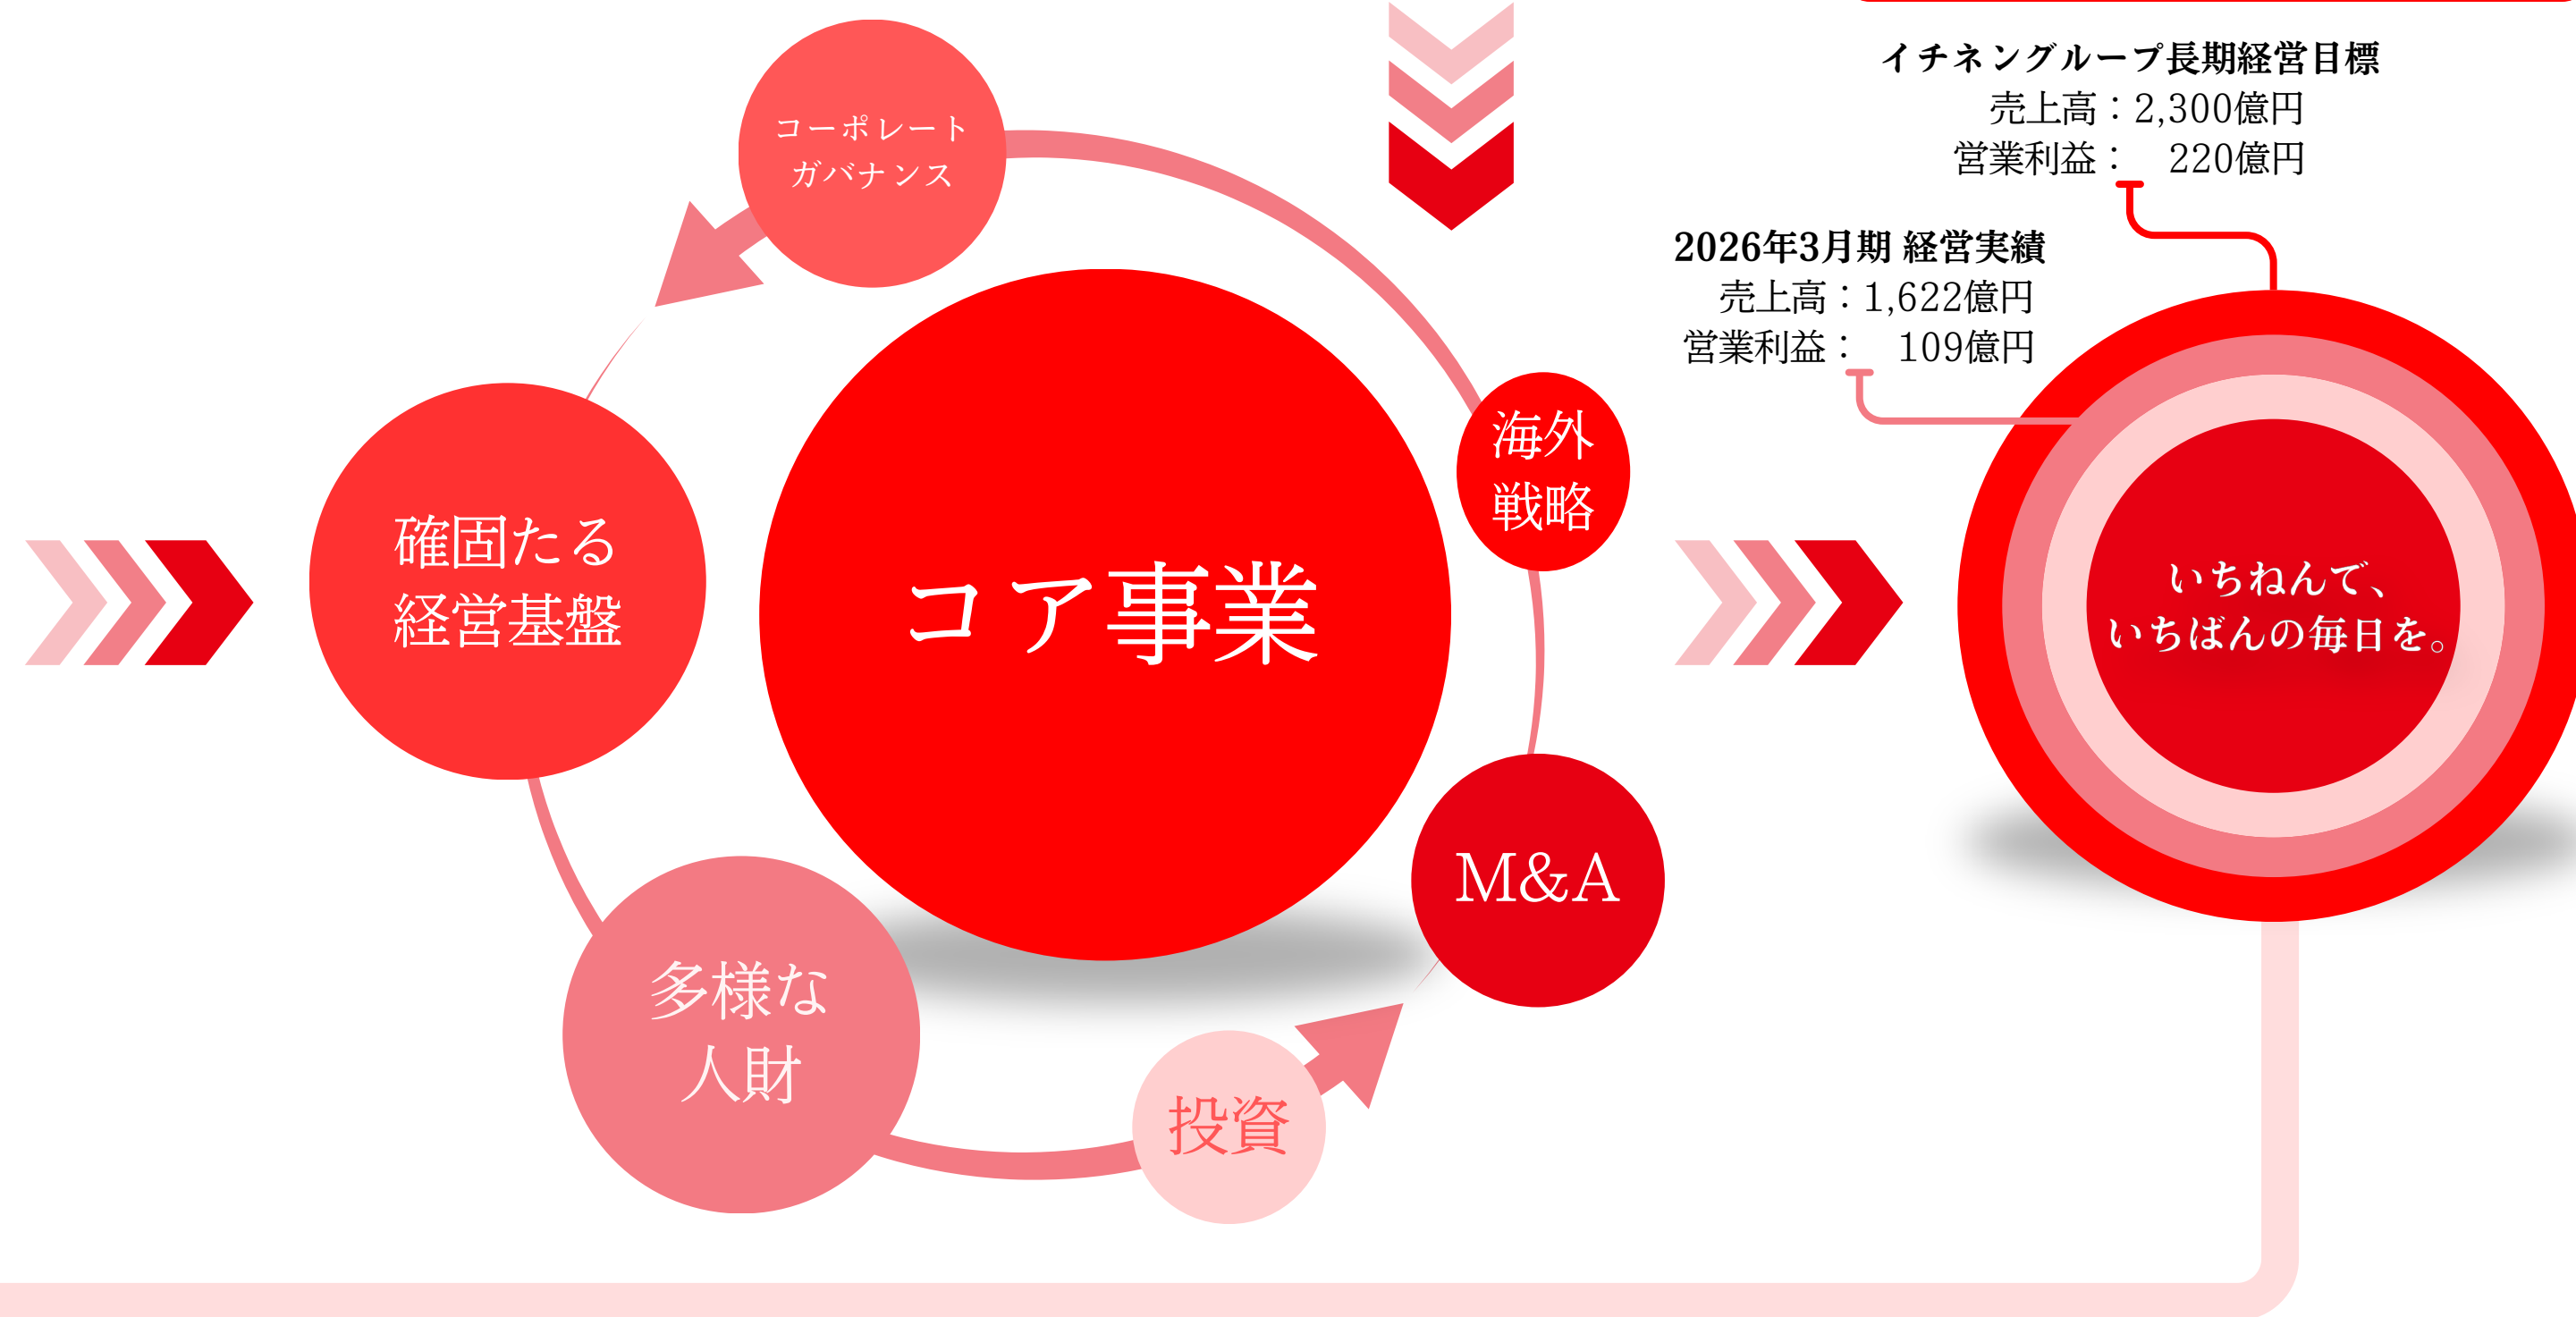 コーポレート
ガバナンス
確固たる
経営基盤
コア事業
海外
戦略
M&A
多様な
人財
投資
イチネングループ長期経営目標
売上高：2,300億円
営業利益：　220億円
2026年3月期 経営実績
売上高：1,622億円
営業利益：　109億円
いちねんで、
いちばんの毎日を。